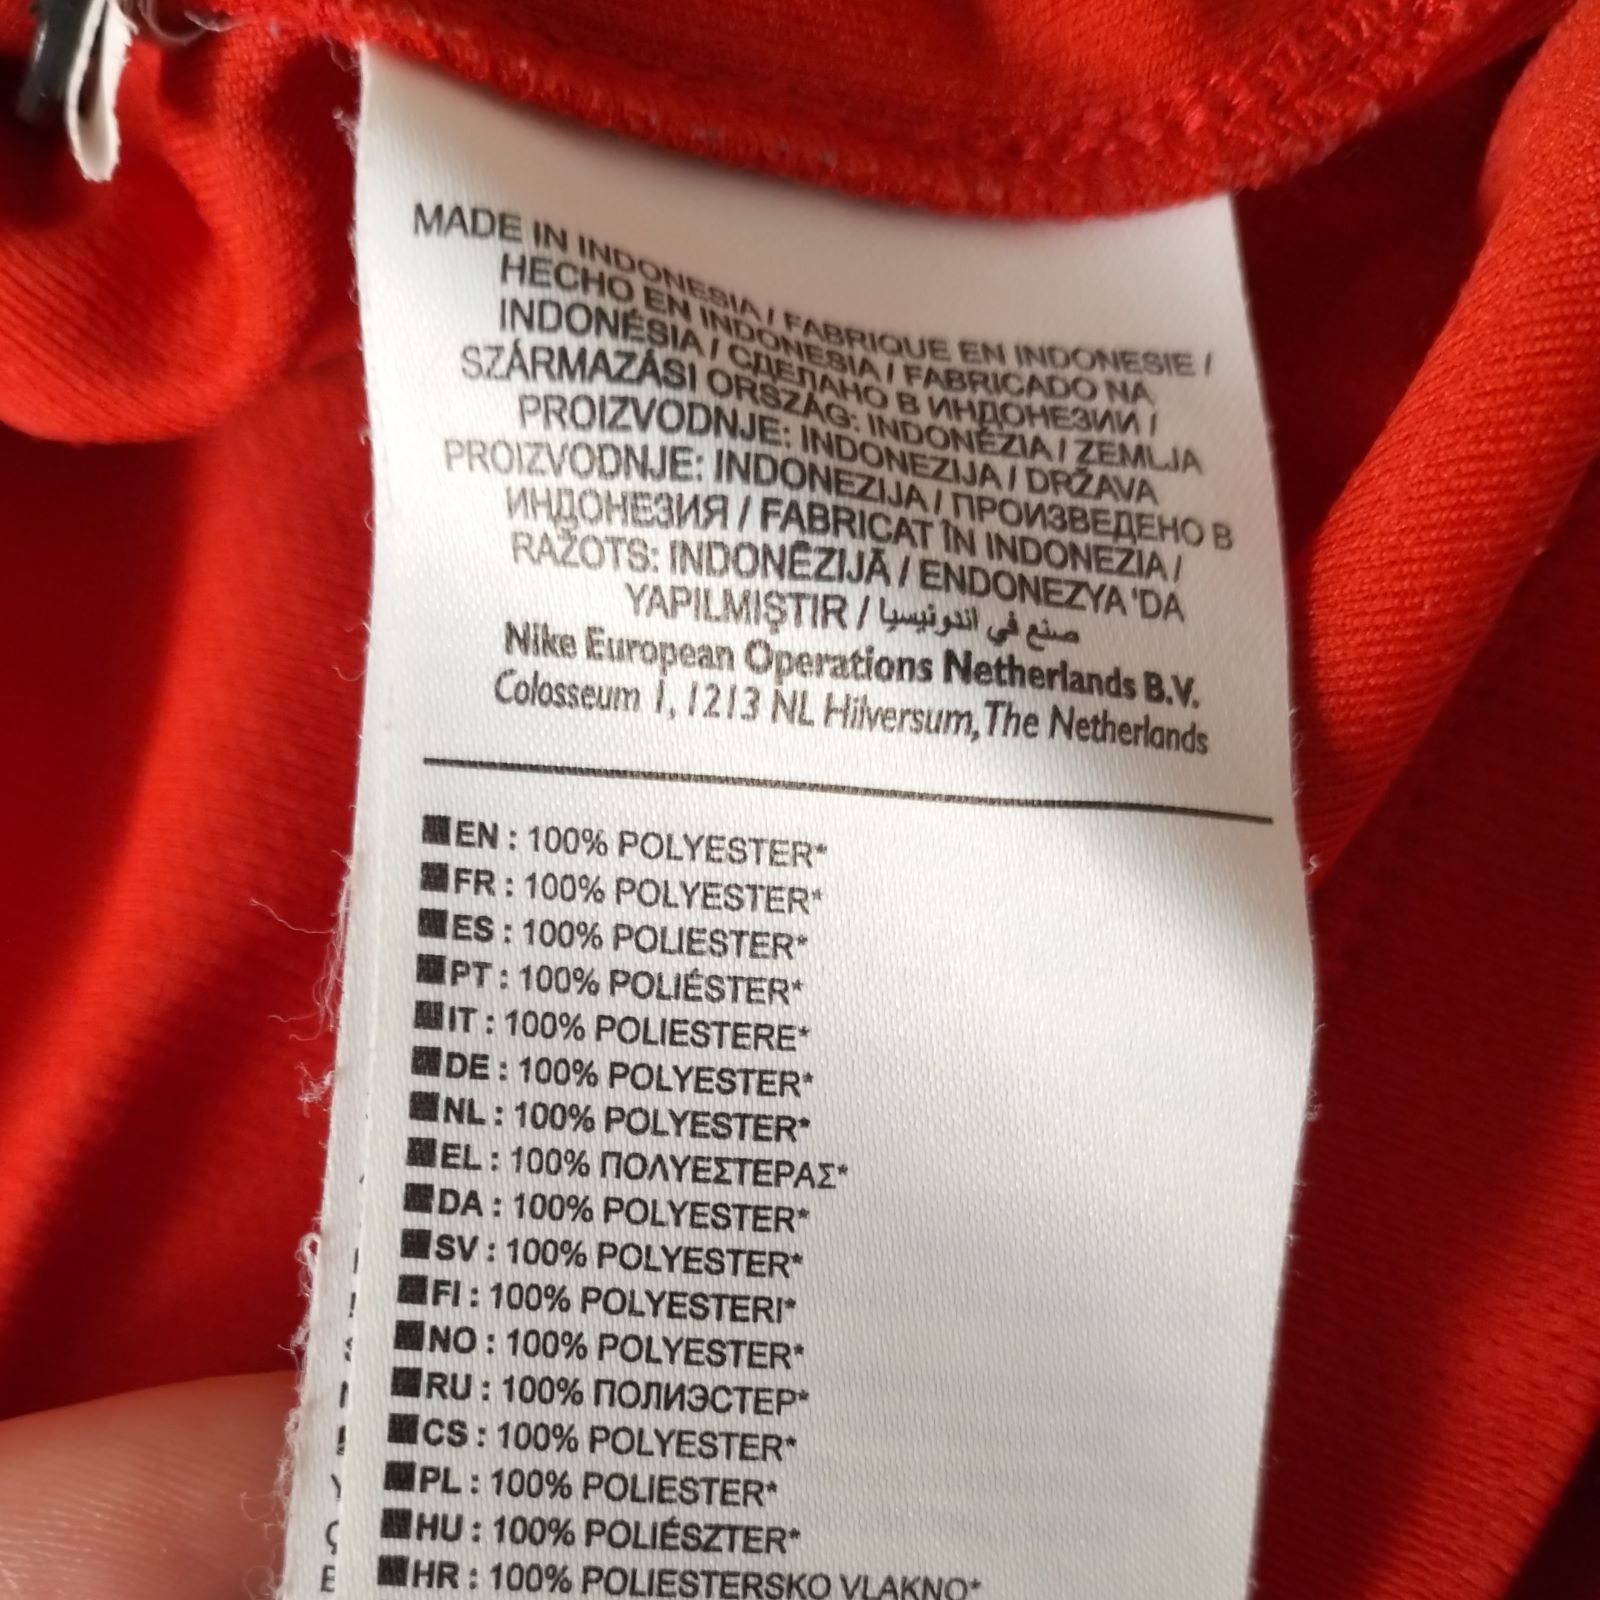 MADE IN INDONESIA / FABRIQUE EN INDONESIE /
HECHO EN INDONESIA / FABRICADO NA
INDONÉSIA / СДЕЛАНО В ИНДОНЕЗИИ /
SZÁRMAZÁSI ORSZÁG: INDONÉZIA / ZEMLJA
PROIZVODNJE: INDONEZIJA / DRŽAVA
PROIZVODNJE: INDONEZIJA / ПРОИЗВЕДЕНО В
ИНДОНЕЗИЯ / FABRICAT ÎN INDONEZIA /
RAŽOTS: INDONĒZIJĀ / ENDONEZYA 'DA
YAPILMIŞTIR / صنع في اندونيسيا
Nike European Operations Netherlands B.V.
Colosseum 1, 1213 NL Hilversum, The Netherlands
EN : 100% POLYESTER*
FR : 100% POLYESTER*
ES : 100% POLIESTER*
PT : 100% POLIÉSTER*
IT : 100% POLIESTERE*
DE : 100% POLYESTER*
NL : 100% POLYESTER*
EL : 100% ΠΟΛΥΕΣΤΕΡΑΣ*
DA : 100% POLYESTER*
SV : 100% POLYESTER*
FI : 100% POLYESTERI*
NO : 100% POLYESTER*
RU : 100% ПОЛИЭСТЕР*
CS : 100% POLYESTER*
PL : 100% POLIESTER*
HU : 100% POLIÉSZTER*
HR : 100% POLIESTERSKO VLAKNO*